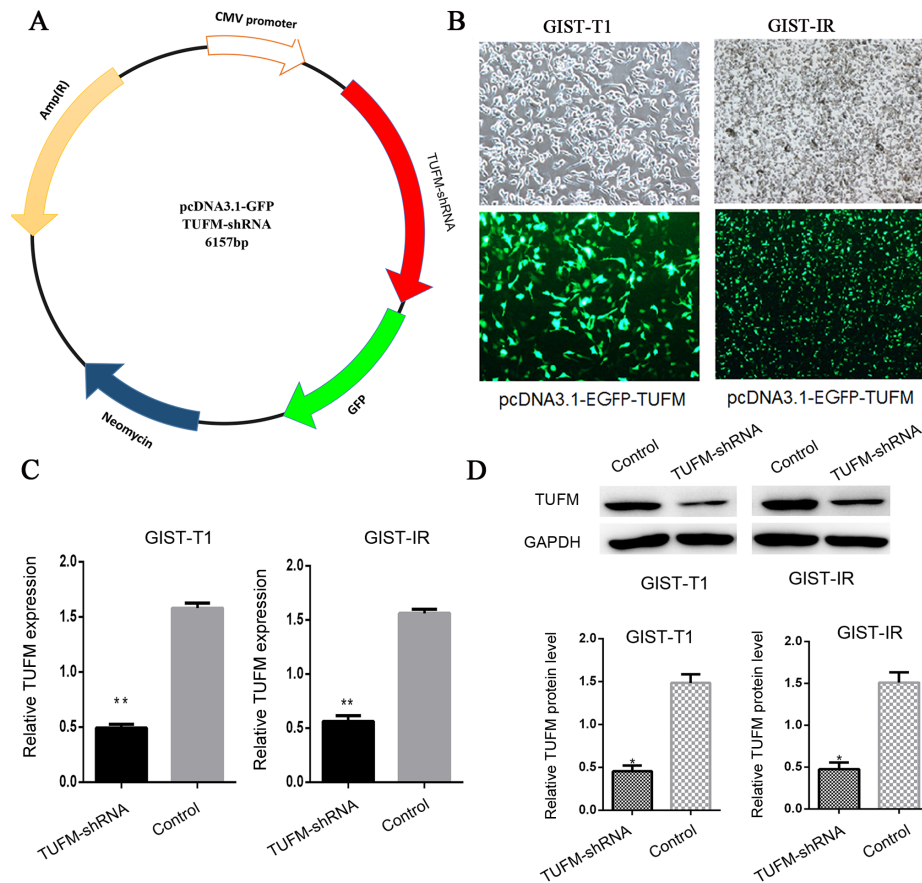 A
CMV promoter
Amp(R)
TUFM-shRNA
pcDNA3.1-GFP
TUFM-shRNA
6157bp
GFP
Neomycin
B
GIST-T1
GIST-IR
pcDNA3.1-EGFP-TUFM
pcDNA3.1-EGFP-TUFM
C
GIST-T1
Relative TUFM expression
2.0
1.5
1.0
0.5
0.0
**
TUFM-shRNA
Control
GIST-IR
Relative TUFM expression
2.0
1.5
1.0
0.5
0.0
**
TUFM-shRNA
Control
D
Control
TUFM-shRNA
Control
TUFM-shRNA
TUFM
GAPDH
GIST-T1
GIST-IR
GIST-T1
Relative TUFM protein level
2.0
1.5
1.0
0.5
0.0
*
TUFM-shRNA
Control
GIST-IR
Relative TUFM protein level
2.0
1.5
1.0
0.5
0.0
*
TUFM-shRNA
Control